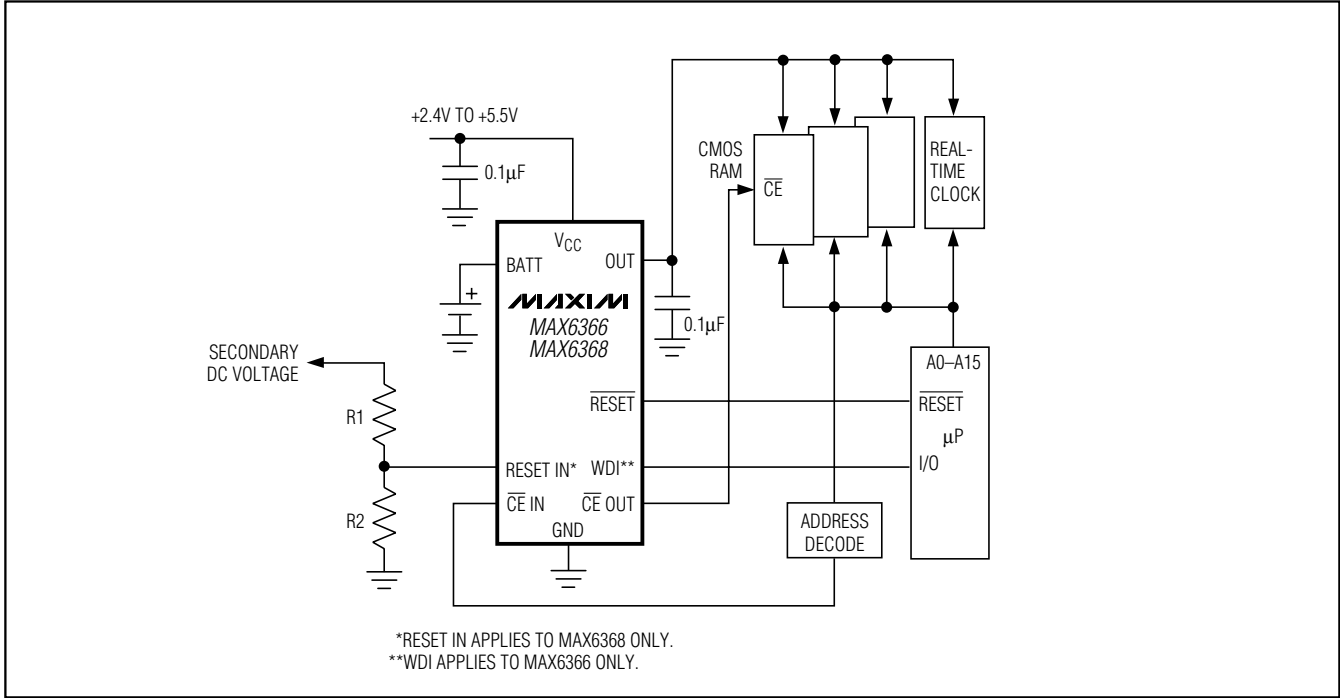 +2.4V TO +5.5V
0.1μF
CMOS
RAM
CE
REAL-
TIME
CLOCK
VCC
BATT
OUT
MAXIM
MAX6366
MAX6368
0.1μF
SECONDARY
DC VOLTAGE
A0–A15
RESET
RESET
R1
μP
RESET IN*
WDI**
I/O
CE IN
CE OUT
R2
ADDRESS
DECODE
GND
*RESET IN APPLIES TO MAX6368 ONLY.
**WDI APPLIES TO MAX6366 ONLY.